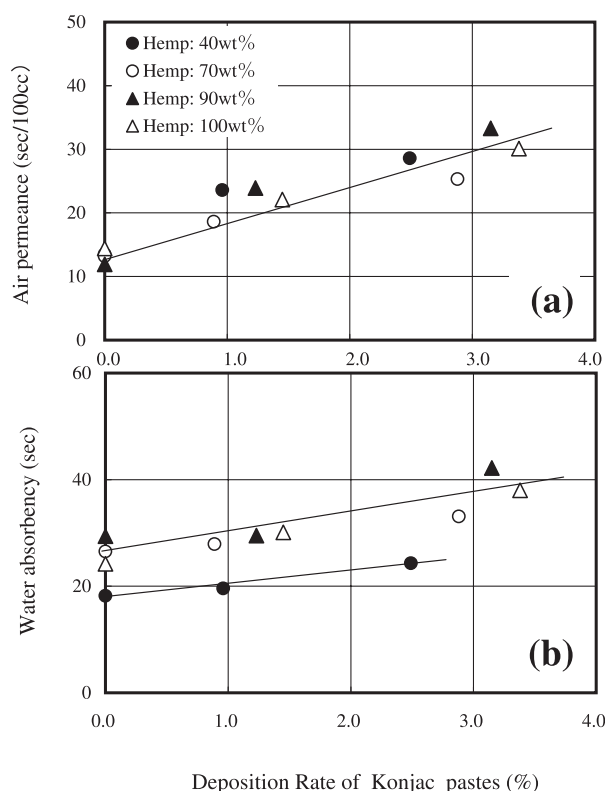 50
Hemp: 40wt%
Hemp: 70wt%
40
Hemp: 90wt%
Hemp: 100wt%
30
Air permeance (sec/100cc)
20
10
(a)
0
0.0 1.0 2.0 3.0 4.0
60
40
Water absorbency (sec)
20
(b)
0
0.0 1.0 2.0 3.0 4.0
Deposition Rate of Konjac pastes (%)